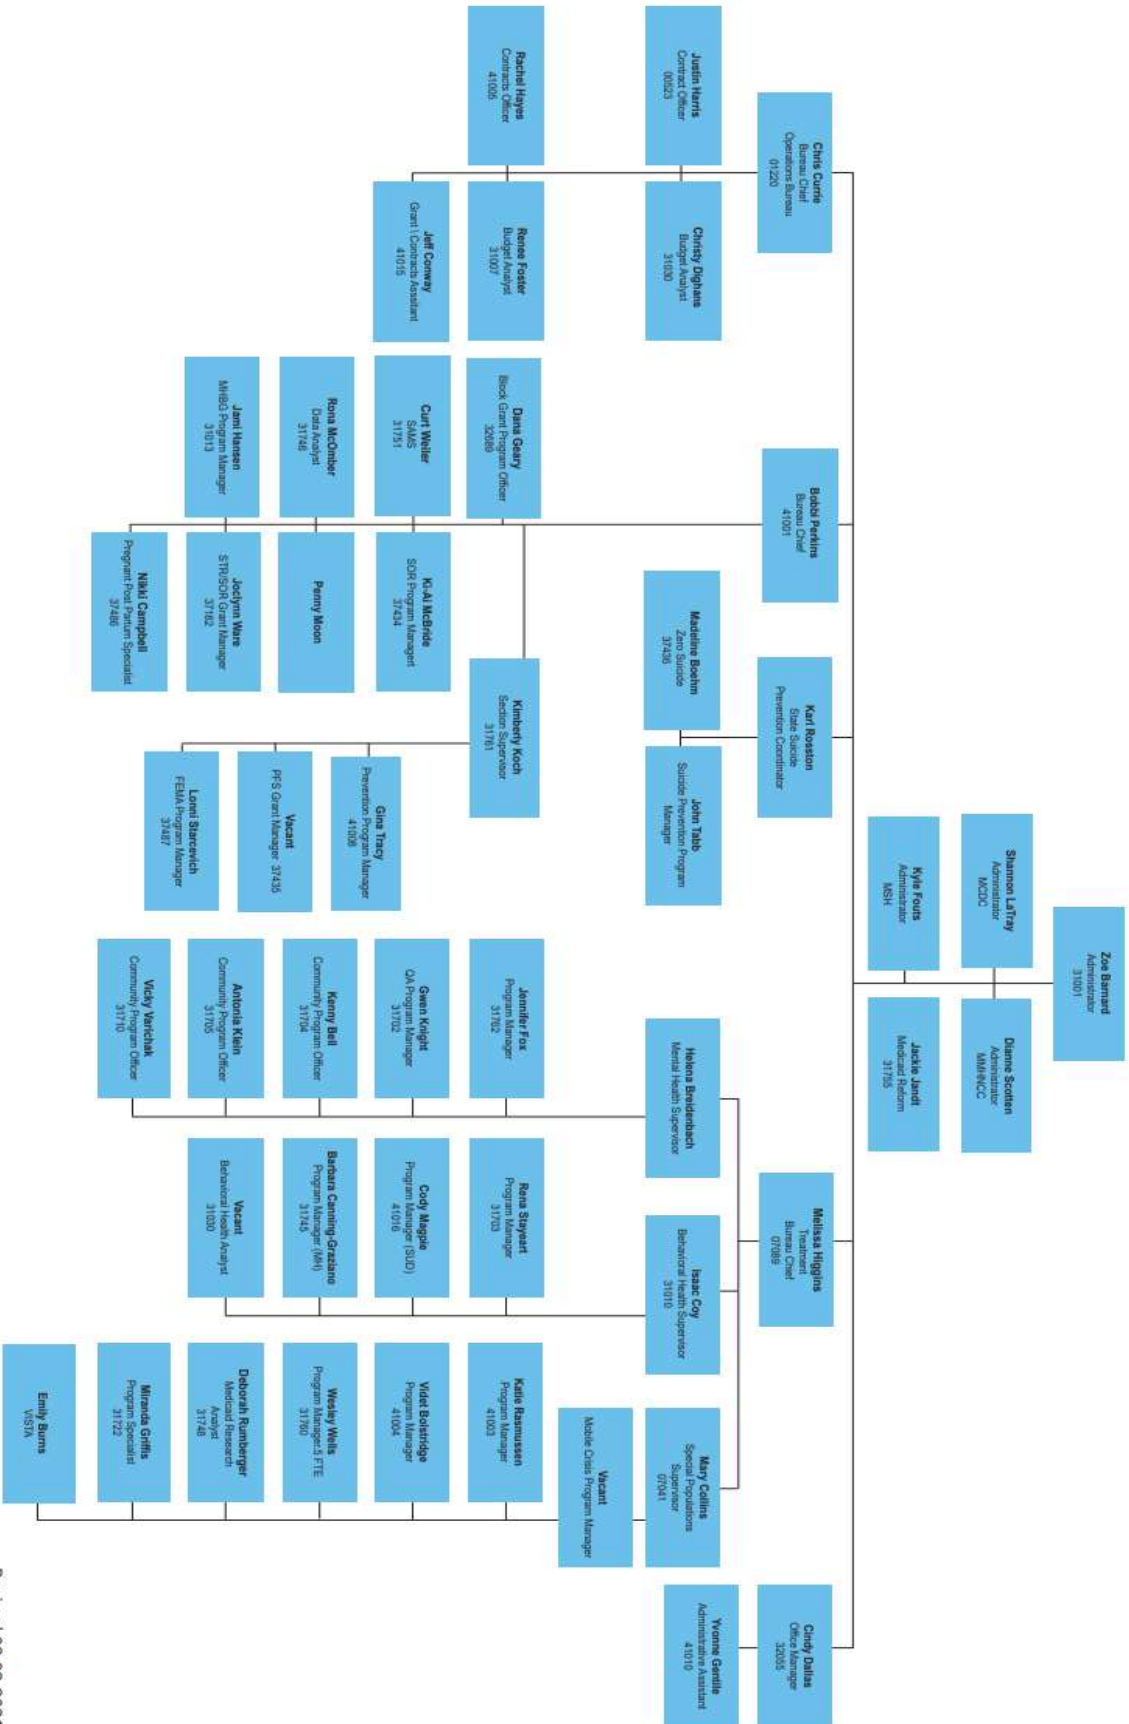 Zoe Barnard
Administrator
31001
Shannon LaTray
Administrator
MCDC
Dianne Scotten
Administrator
MMHNCC
Kyle Fouts
Administrator
MSH
Jackie Jandt
Medicaid Reform
31755
Chris Currie
Bureau Chief
Operations Bureau
01220
Bobbi Perkins
Bureau Chief
41001
Karl Rosston
State Suicide
Prevention Coordinator
Melissa Higgins
Treatment
Bureau Chief
07089
Cindy Dallas
Office Manager
32055
Justin Harris
Contract Officer
00523
Christy Dighans
Budget Analyst
31030
Madeline Boehm
Zero Suicide
37436
John Tabb
Suicide Prevention Program
Manager
Helena Breidenbach
Mental Health Supervisor
Isaac Coy
Behavioral Health Supervisor
31010
Mary Collins
Special Populations
Supervisor
07041
Yvonne Gentile
Administrative Assistant
41010
Vacant
Mobile Crisis Program Manager
Rachel Hayes
Contracts Officer
41005
Renee Foster
Budget Analyst
31007
Dana Geary
Block Grant Program Officer
32689
Kimberly Koch
Section Supervisor
31761
Jennifer Fox
Program Manager
31762
Rena Stayeart
Program Manager
31703
Katie Rasmussen
Program Manager
41003
Jeff Conway
Grant \ Contracts Asssitant
41015
Curt Weiler
SAMS
31751
Ki-Ai McBride
SOR Program Managert
37434
Gina Tracy
Prevention Program Manager
41008
Gwen Knight
QA Program Manager
31702
Cody Magpie
Program Manager (SUD)
41016
Videt Bolstridge
Program Manager
41004
Rona McOmber
Data Analyst
31746
Penny Moon
Vacant
PFS Grant Manager 37435
Kenny Bell
Community Program Officer
31704
Barbara Canning-Graziano
Program Manager (MH)
31745
Wesley Wells
Program Manager.5 FTE
31760
Jami Hansen
MHBG Program Manager
31013
Joclynn Ware
STR/SOR Grant Manager
37182
Lonni Starcevich
FEMA Program Manager
37487
Antonia Klein
Community Program Officer
31705
Vacant
Behavioral Health Analyst
31030
Deborah Rumberger
Medicaid Research
Analyst
31748
Nikki Campbell
Pregnant Post Partum Specialist
37486
Vicky Varichak
Community Program Officer
31710
Miranda Griffis
Program Specialist
31722
Emily Burns
VISTA